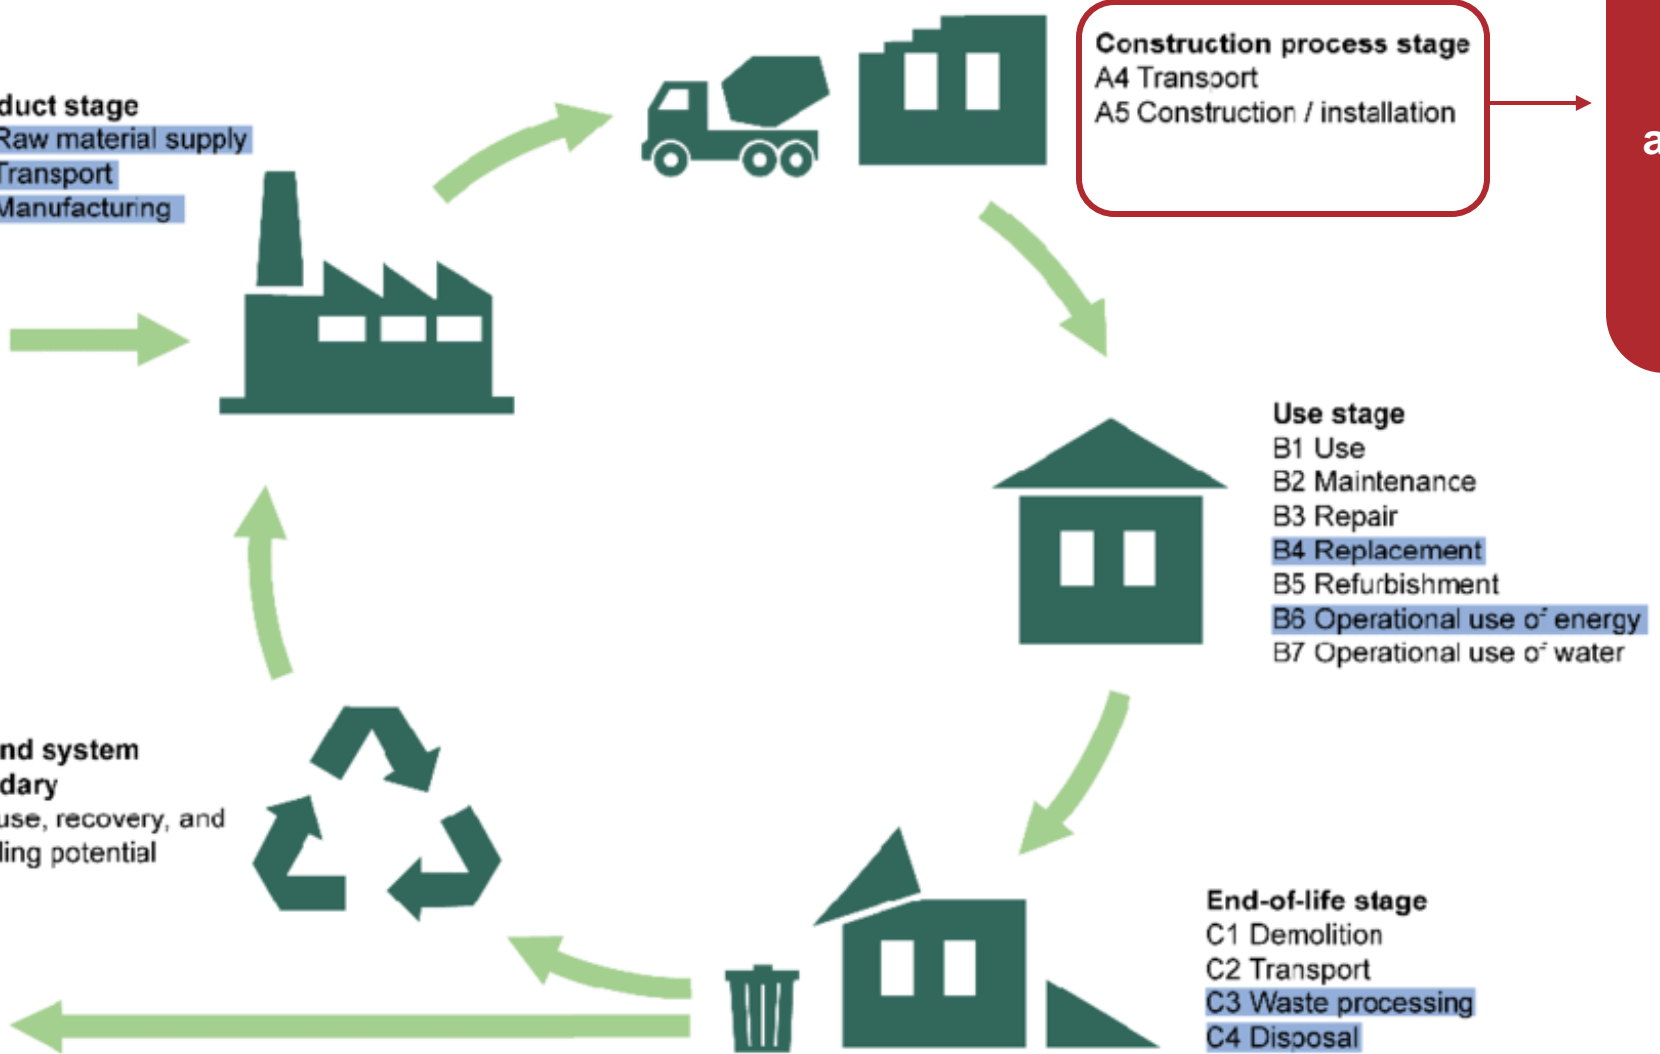 duct stage
Raw material supply
Transport
Manufacturing
Construction process stage
A4 Transport
A5 Construction / installation
a
Use stage
B1 Use
B2 Maintenance
B3 Repair
B4 Replacement
B5 Refurbishment
B6 Operational use of energy
B7 Operational use of water
nd system
dary
use, recovery, and
ling potential
End-of-life stage
C1 Demolition
C2 Transport
C3 Waste processing
C4 Disposal